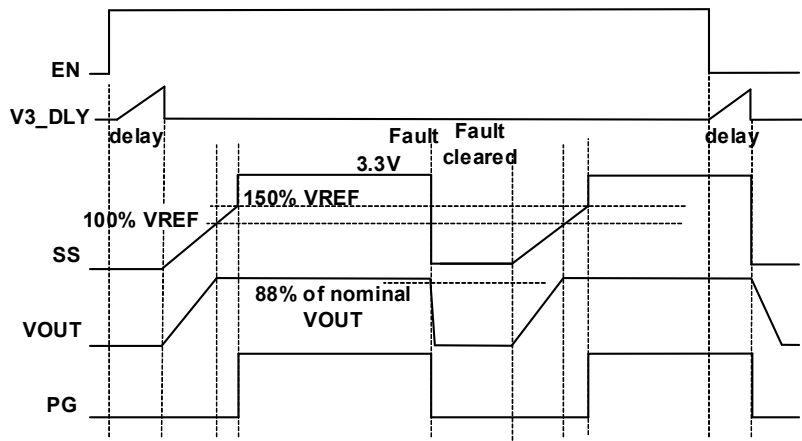 EN
V3_DLY
delay
Fault
Fault
cleared
delay
3.3V
150% VREF
100% VREF
SS
88% of nominal
VOUT
VOUT
PG